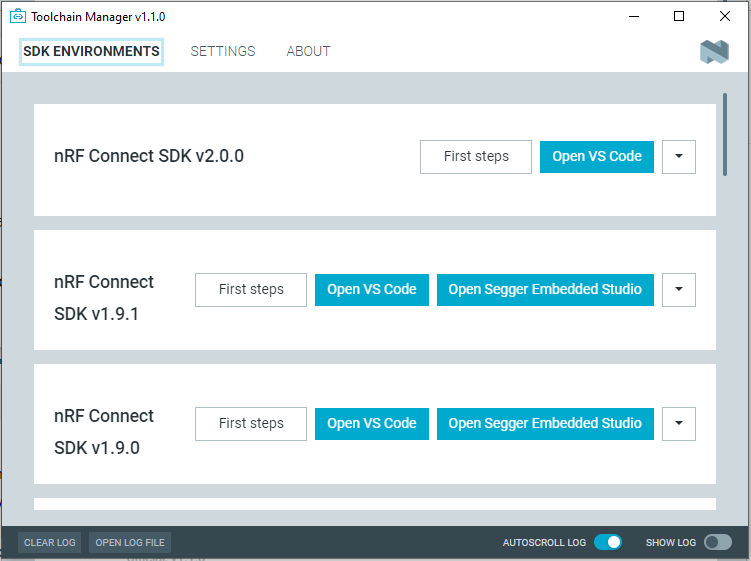 Toolchain Manager v1.1.0
SDK ENVIRONMENTS SETTINGS ABOUT
nRF Connect SDK v2.0.0 First steps Open VS Code
nRF Connect
SDK v1.9.1
First steps Open VS Code Open Segger Embedded Studio
nRF Connect
SDK v1.9.0
First steps Open VS Code Open Segger Embedded Studio
CLEAR LOG OPEN LOG FILE AUTOSCROLL LOG SHOW LOG